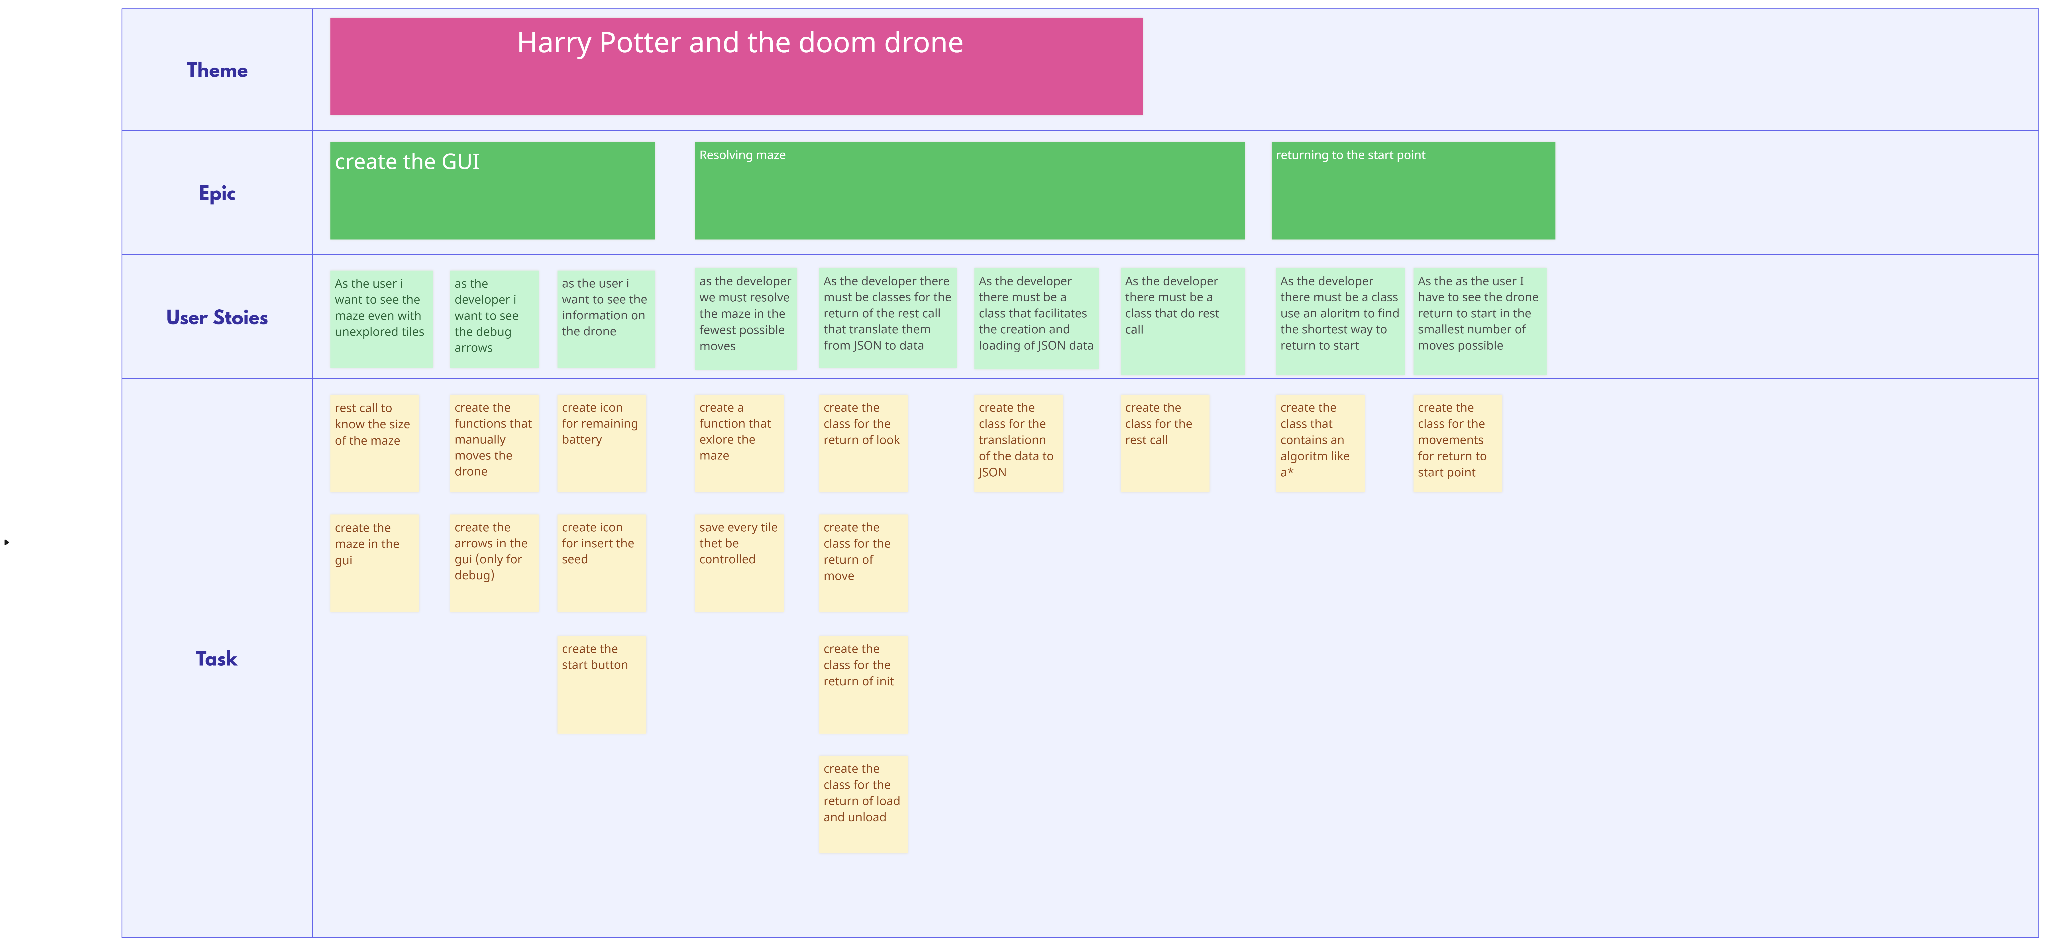 Theme
Harry Potter and the doom drone
Epic
create the GUI
Resolving maze
returning to the start point
User Stoies
As the user i
want to see the
maze even with
unexplored tiles
as the
developer i
want to see
the debug
arrows
as the user i
want to see the
information on
the drone
as the developer
we must resolve
the maze in the
fewest possible
moves
As the developer there
must be classes for the
return of the rest call
that translate them
from JSON to data
As the developer
there must be a
class that facilitates
the creation and
loading of JSON data
As the developer
there must be a
class that do rest
call
As the developer
there must be a class
use an aloritm to find
the shortest way to
return to start
As the as the user I
have to see the drone
return to start in the
smallest number of
moves possible
Task
rest call to
know the size
of the maze
create the
functions that
manually
moves the
drone
create icon
for remaining
battery
create a
function that
exlore the
maze
create the
class for the
return of look
create the
class for the
translationn
of the data to
JSON
create the
class for the
rest call
create the
class that
contains an
algoritm like
a*
create the
class for the
movements
for return to
start point
create the
maze in the
gui
create the
arrows in the
gui (only for
debug)
create icon
for insert the
seed
save every tile
thet be
controlled
create the
class for the
return of
move
create the
start button
create the
class for the
return of init
create the
class for the
return of load
and unload